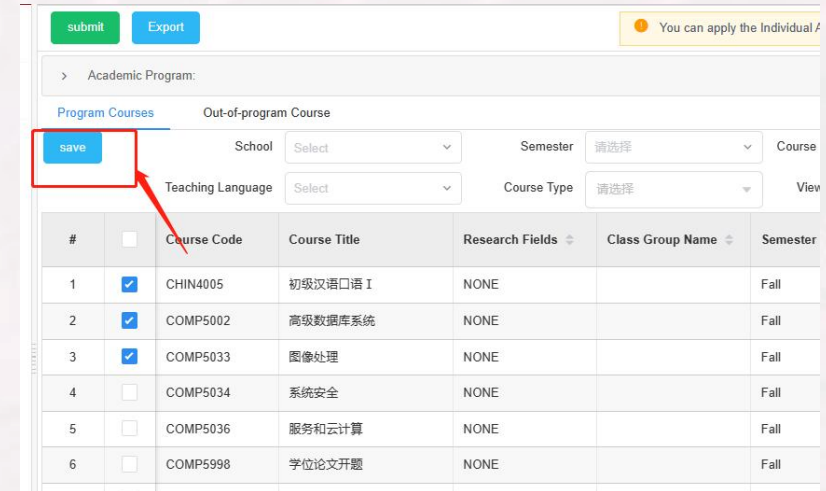 submit Export You can apply the Individual A
Academic Program:
Program Courses Out-of-program Course
save School Select Semester 请选择 Course
Teaching Language Select Course Type 请选择 View
# Course Code Course Title Research Fields Class Group Name Semester
1 CHIN4005 初级汉语口语 I NONE Fall
2 COMP5002 高级数据库系统 NONE Fall
3 COMP5033 图像处理 NONE Fall
4 COMP5034 系统安全 NONE Fall
5 COMP5036 服务和云计算 NONE Fall
6 COMP5998 学位论文开题 NONE Fall